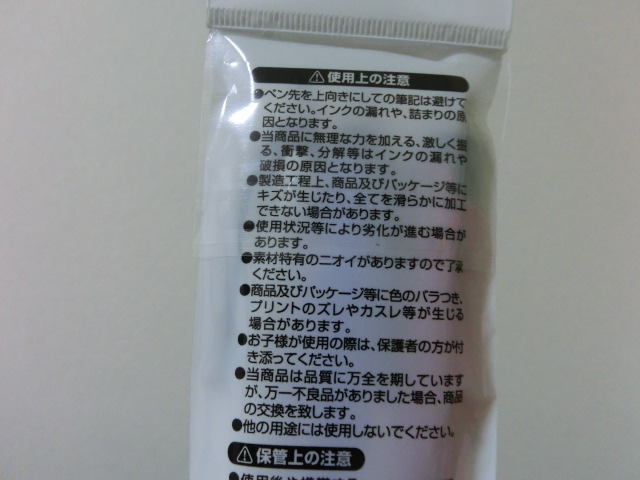 ⚠使用上の注意
●ペン先を上向きにしての筆記は避けて
ください。インクの漏れや、詰まりの原
因となります。
●当商品に無理な力を加える、激しく振
る、衝撃、分解等はインクの漏れや
破損の原因となります。
●製造工程上、商品及びパッケージ等に
キズが生じたり、全てを滑らかに加工
できない場合があります。
●使用状況等により劣化が進む場合が
あります。
●素材特有のニオイがありますので了承
ください。
●商品及びパッケージ等に色のバラつき、
プリントのズレやカスレ等が生じる
場合があります。
●お子様が使用の際は、保護者の方が付
き添ってください。
●当商品は品質に万全を期しています
が、万一不良品がありました場合、商品
の交換を致します。
●他の用途には使用しないでください。
⚠保管上の注意